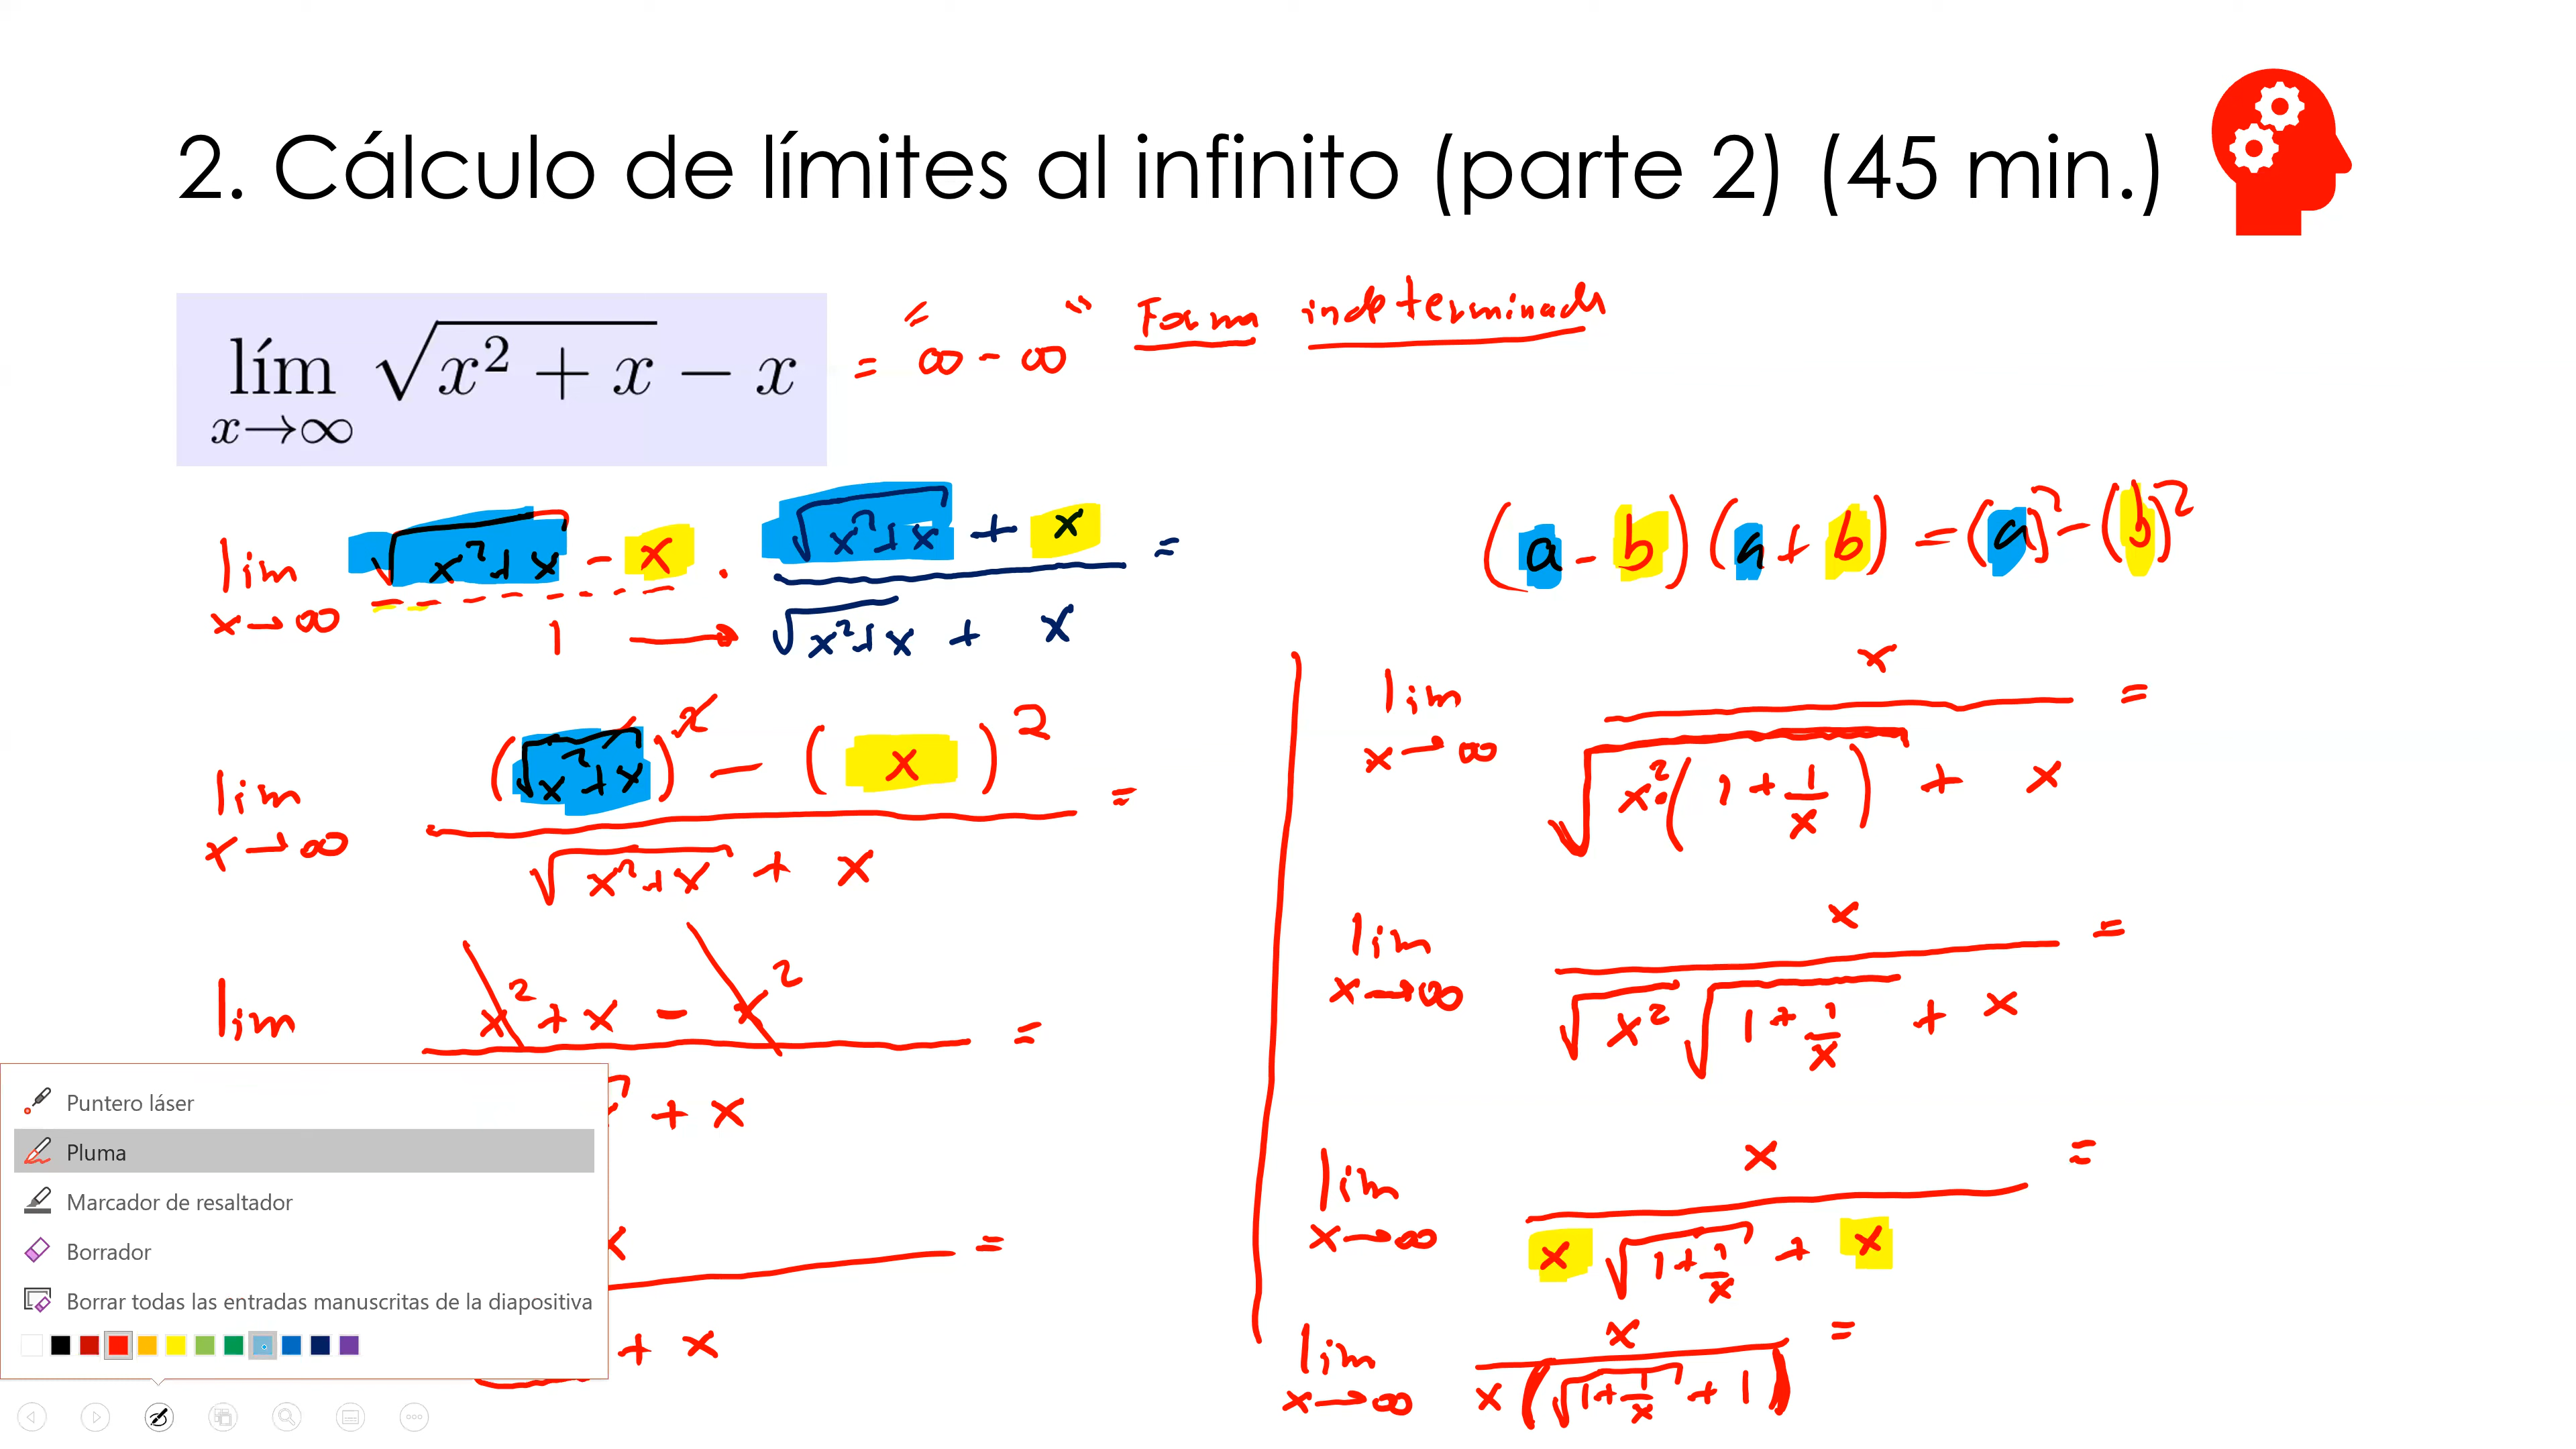 2. Cálculo de límites al infinito (parte 2) (45 min.)
lím x→∞ √(x² + x) − x = "∞ − ∞" Forma indeterminada
lim x→∞ √(x²+x) − x · (√(x²+x) + x) / (√(x²+x) + x) =
1 →
(a − b)(a + b) = (a)² − (b)²
lim x→∞ ((√(x²+x))² − (x)²) / (√(x²+x) + x) =
lim x² + x − x² =
+ x
=
+ x
lim x→∞ x / (√(x²(1 + 1/x)) + x) =
lim x→∞ x / (√x² √(1 + 1/x) + x) =
lim x→∞ x / (x √(1 + 1/x) + x) =
lim x→∞ x / (x (√(1 + 1/x) + 1)) =
Puntero láser
Pluma
Marcador de resaltador
Borrador
Borrar todas las entradas manuscritas de la diapositiva